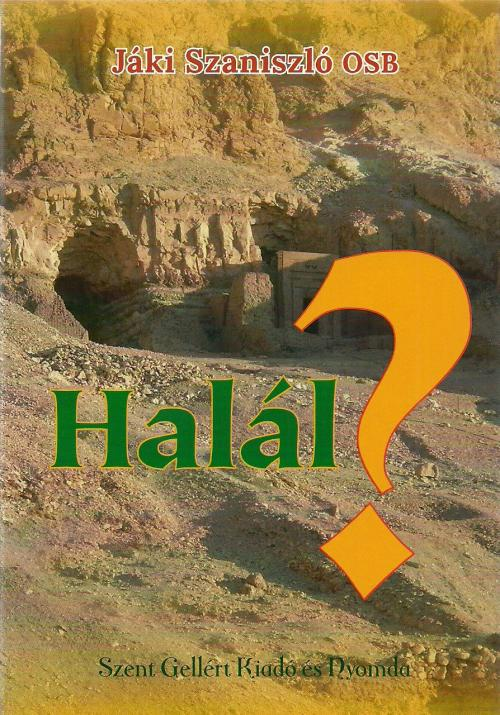 Jáki Szaniszló OSB
Halál?
Szent Gellért Kiadó és Nyomda